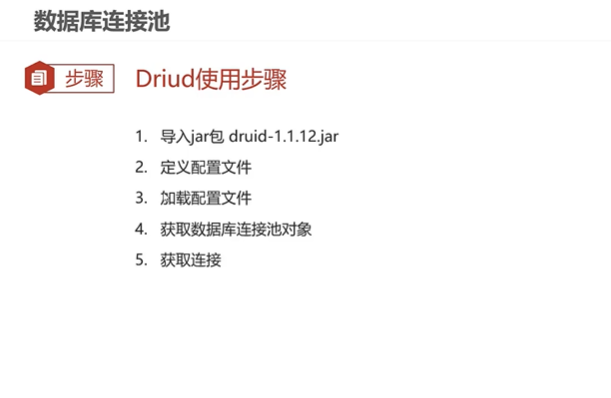 数据库连接池
步骤
Driud使用步骤
1. 导入jar包 druid-1.1.12.jar
2. 定义配置文件
3. 加载配置文件
4. 获取数据库连接池对象
5. 获取连接